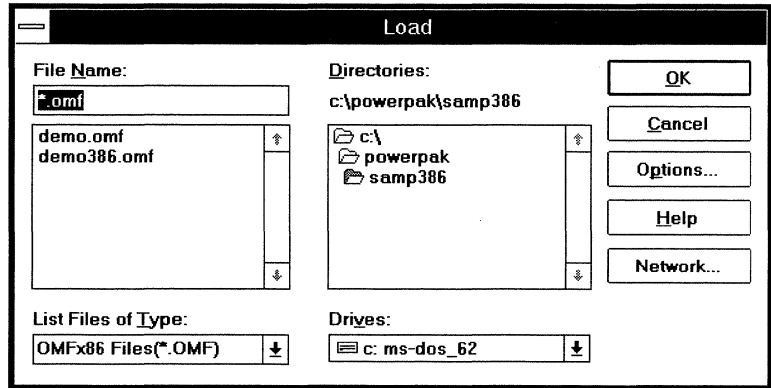 Load
File Name:
*.omf
demo.omf
demo386.omf
List Files of Type:
OMFx86 Files(*.OMF)
Directories:
c:\powerpak\samp386
c:\
powerpak
samp386
Drives:
c: ms-dos_62
OK
Cancel
Options...
Help
Network...